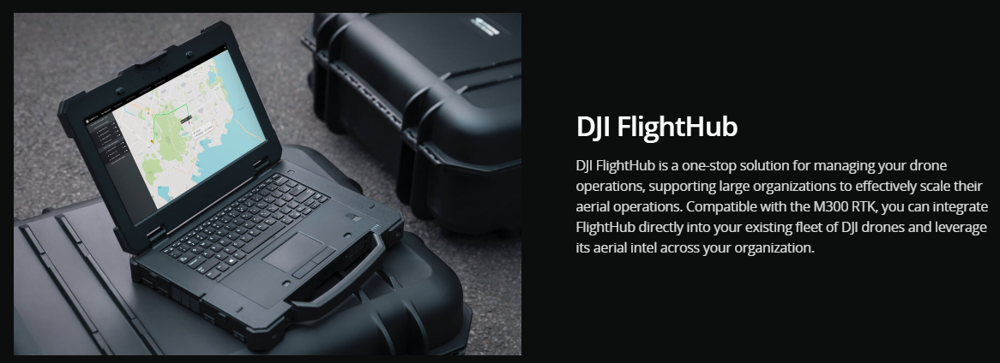 DJI FlightHub
DJI FlightHub is a one-stop solution for managing your drone
operations, supporting large organizations to effectively scale their
aerial operations. Compatible with the M300 RTK, you can integrate
FlightHub directly into your existing fleet of DJI drones and leverage
its aerial intel across your organization.